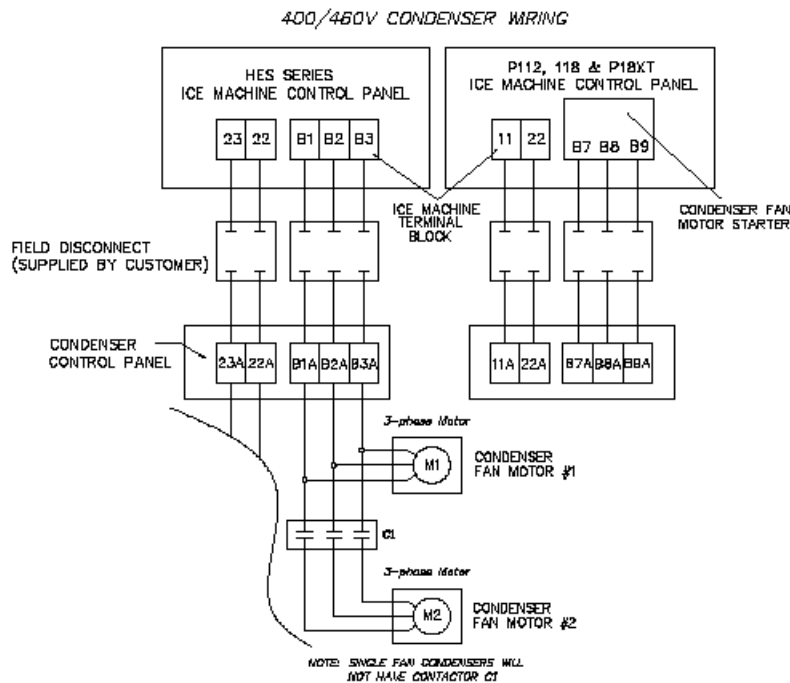 400/460V CONDENSER WIRING
HES SERIES
ICE MACHINE CONTROL PANEL
P112, 118 & P18XT
ICE MACHINE CONTROL PANEL
23 22 B1 B2 B3
11 22 B7 B8 B9
ICE MACHINE
TERMINAL
BLOCK
CONDENSER FAN
MOTOR STARTER
FIELD DISCONNECT
(SUPPLIED BY CUSTOMER)
CONDENSER
CONTROL PANEL
23A 22A B1A B2A B3A
11A 22A B7A B8A B9A
3-phase Motor
M1
CONDENSER
FAN MOTOR #1
C1
3-phase Motor
M2
CONDENSER
FAN MOTOR #2
NOTE: SINGLE FAN CONDENSERS WILL
NOT HAVE CONTACTOR C1